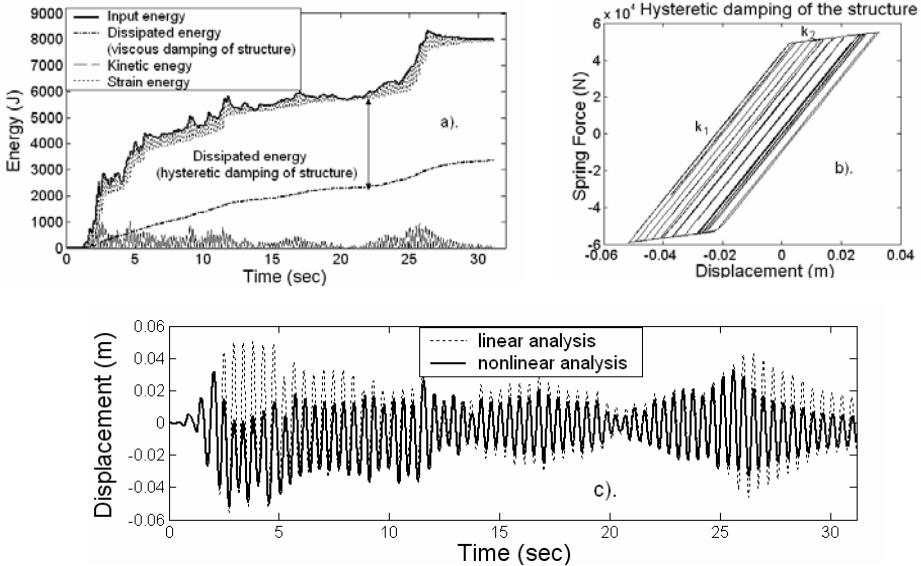 9000
8000
7000
6000
5000
4000
3000
2000
1000
0
Energy (J)
Input energy
Dissipated energy
(viscous damping of structure)
Kinetic energy
Strain energy
a).
Dissipated energy
(hysteretic damping of structure)
0 5 10 15 20 25 30
Time (sec)
x 10⁴ Hysteretic damping of the structure
6
4
2
0
-2
-4
-6
Spring Force (N)
k₂
k₁
b).
-0.06 -0.04 -0.02 0 0.02 0.04
Displacement (m)
0.06
0.04
0.02
0
-0.02
-0.04
-0.06
Displacement (m)
linear analysis
nonlinear analysis
c).
0 5 10 15 20 25 30
Time (sec)